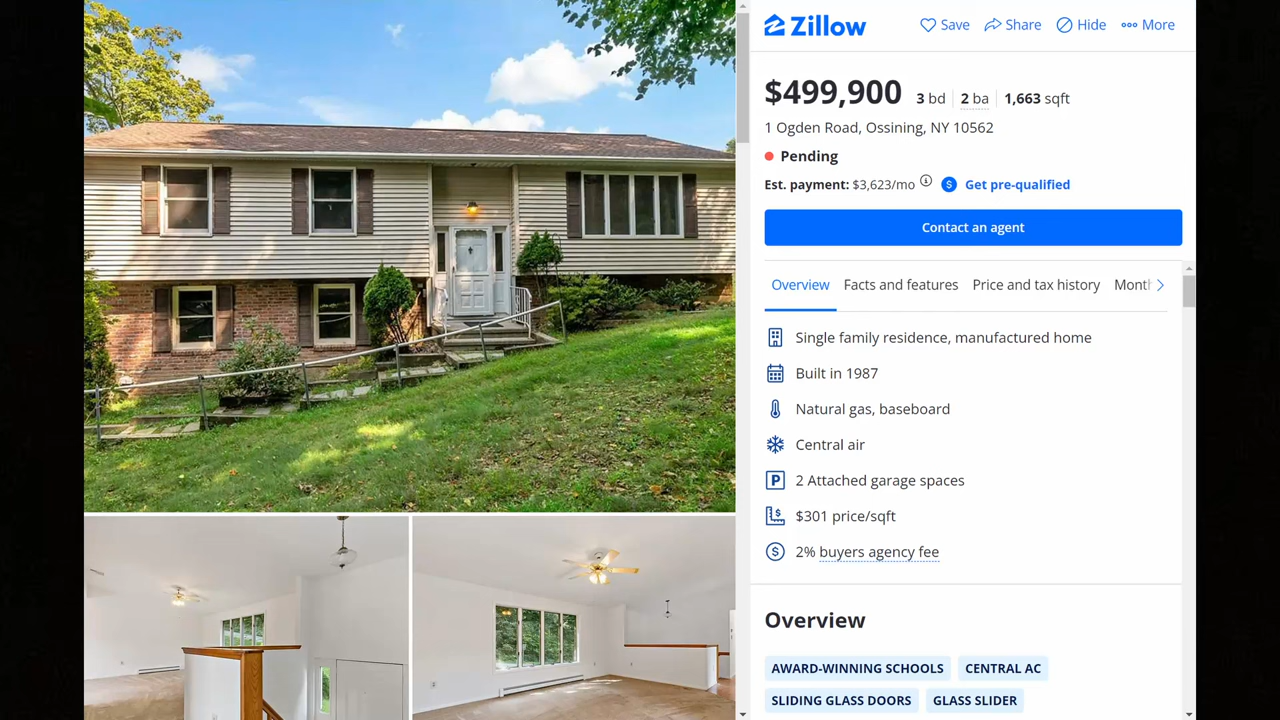 Zillow
Save
Share
Hide
More
$499,900 3 bd 2 ba 1,663 sqft
1 Ogden Road, Ossining, NY 10562
Pending
Est. payment: $3,623/mo $ Get pre-qualified
Contact an agent
Overview Facts and features Price and tax history Mont
Single family residence, manufactured home
Built in 1987
Natural gas, baseboard
Central air
P 2 Attached garage spaces
$301 price/sqft
2% buyers agency fee
Overview
AWARD-WINNING SCHOOLS CENTRAL AC
SLIDING GLASS DOORS GLASS SLIDER